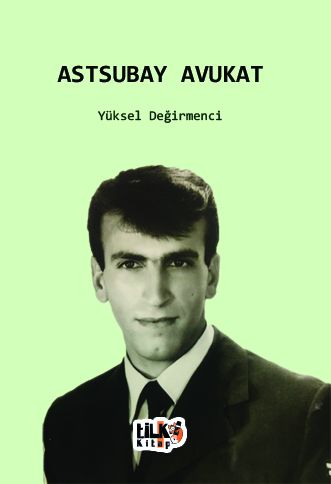 ASTSUBAY AVUKAT
Yüksel Değirmenci
tiLKi
Kitap